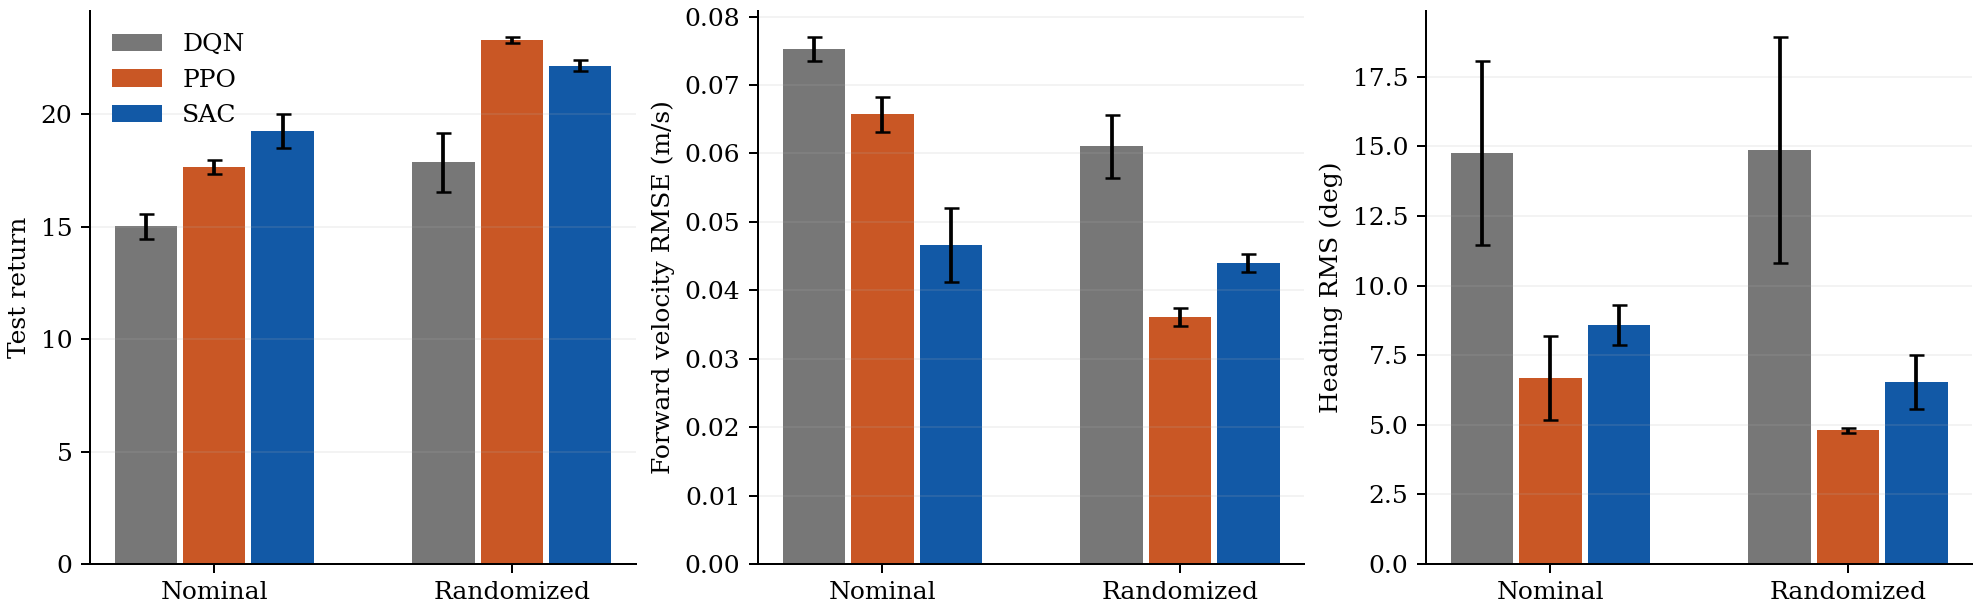 Test return
20
15
10
5
0
DQN
PPO
SAC
Nominal
Randomized
Forward velocity RMSE (m/s)
0.08
0.07
0.06
0.05
0.04
0.03
0.02
0.01
0.00
Nominal
Randomized
Heading RMS (deg)
17.5
15.0
12.5
10.0
7.5
5.0
2.5
0.0
Nominal
Randomized